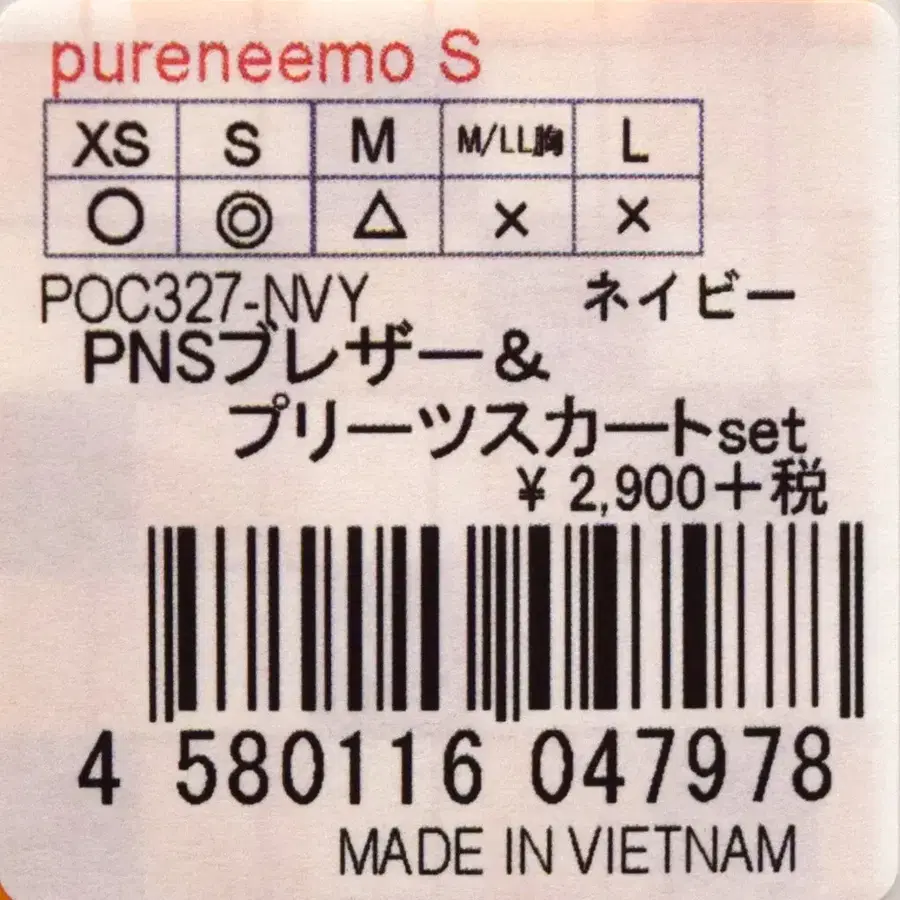 pureneemo S
XS S M M/LL胸 L
○ ◎ △ × ×
POC327-NVY ネイビー
PNSブレザー&
プリーツスカートset
¥ 2,900+税
4 580116 047978
MADE IN VIETNAM